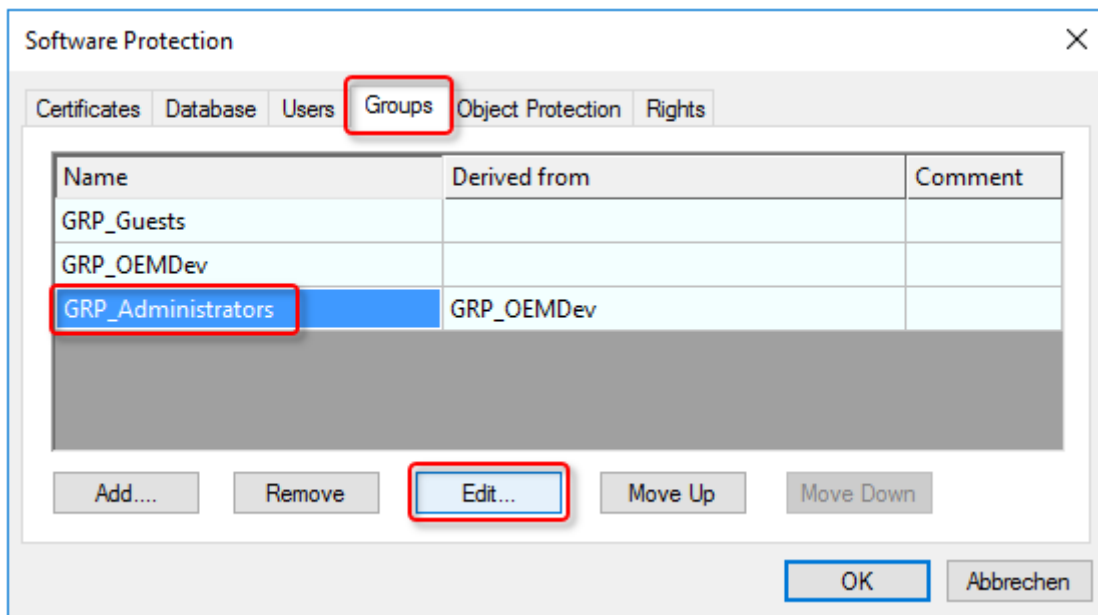 Software Protection
Certificates Database Users Groups Object Protection Rights
Name Derived from Comment
GRP_Guests
GRP_OEMDev
GRP_Administrators GRP_OEMDev
Add.... Remove Edit... Move Up Move Down
OK Abbrechen